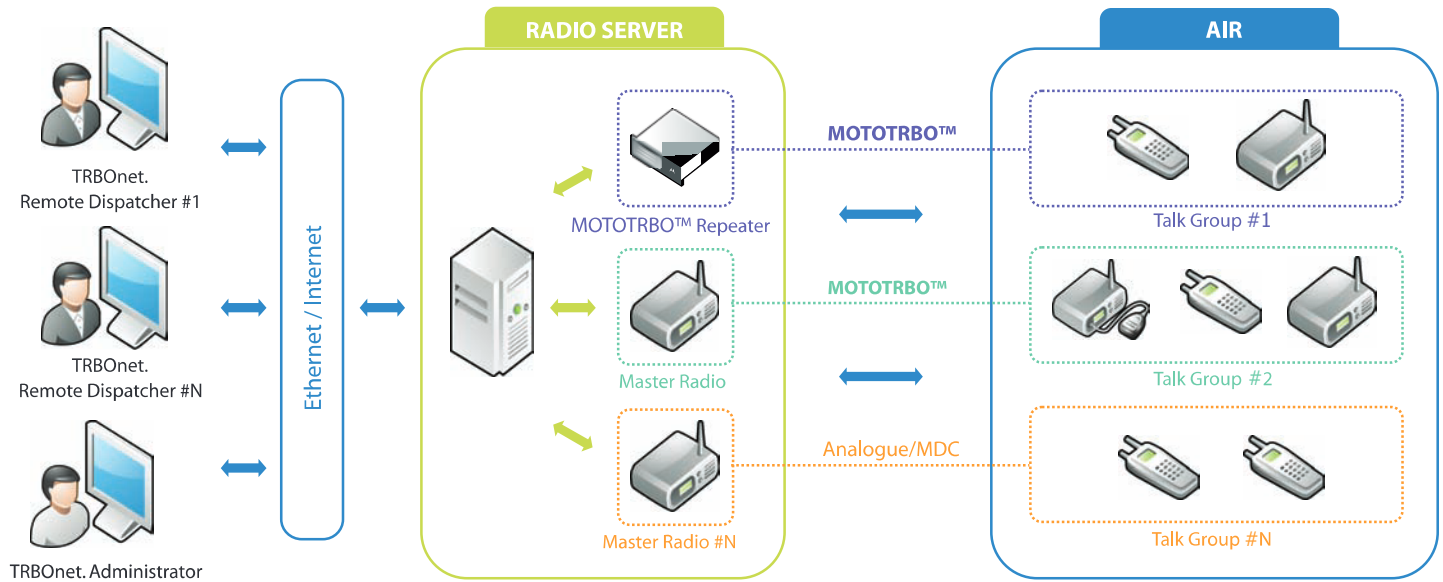 RADIO SERVER
AIR
TRBOnet.
Remote Dispatcher #1
TRBOnet.
Remote Dispatcher #N
TRBOnet. Administrator
Ethernet / Internet
MOTOTRBO™ Repeater
Master Radio
Master Radio #N
MOTOTRBO™
MOTOTRBO™
Analogue/MDC
Talk Group #1
Talk Group #2
Talk Group #N